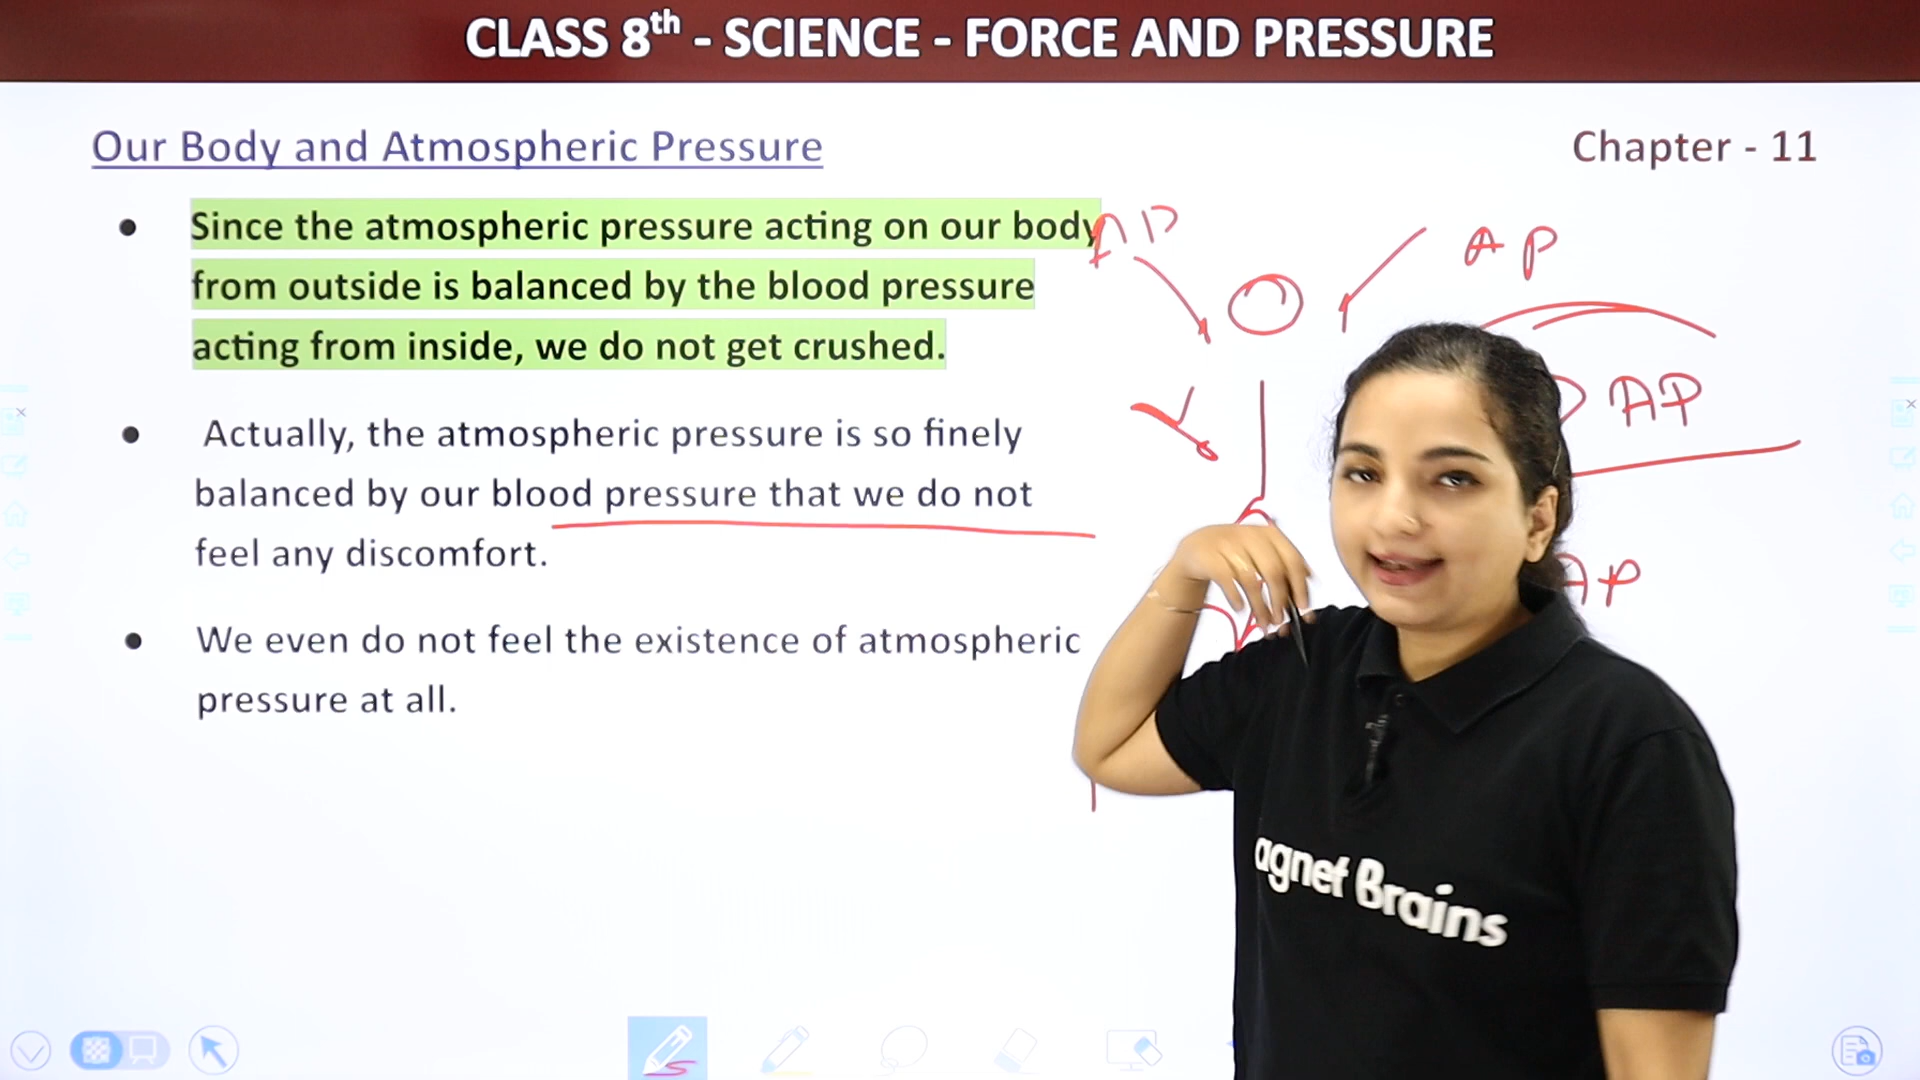 CLASS 8th - SCIENCE - FORCE AND PRESSURE
Our Body and Atmospheric Pressure
Chapter - 11
• Since the atmospheric pressure acting on our body
from outside is balanced by the blood pressure
acting from inside, we do not get crushed.
• Actually, the atmospheric pressure is so finely
balanced by our blood pressure that we do not
feel any discomfort.
• We even do not feel the existence of atmospheric
pressure at all.
AP
AP
AP
AP
agnet Brains